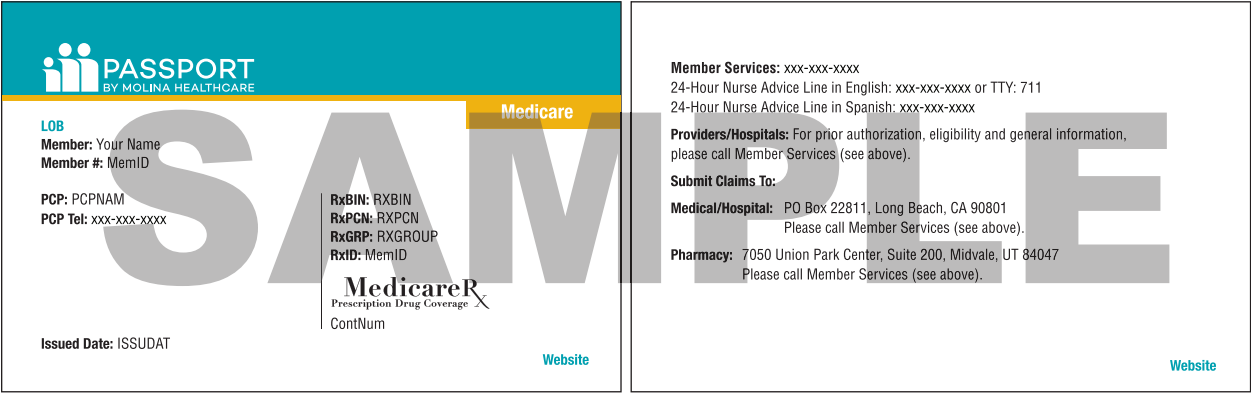 PASSPORT
BY MOLINA HEALTHCARE
Medicare
LOB
Member: Your Name
Member #: MemID
PCP: PCPNAM
PCP Tel: xxx-xxx-xxxx
RxBIN: RXBIN
RxPCN: RXPCN
RxGRP: RXGROUP
RxID: MemID
MedicareRx
Prescription Drug Coverage
ContNum
Issued Date: ISSUDAT
Website
Member Services: xxx-xxx-xxxx
24-Hour Nurse Advice Line in English: xxx-xxx-xxxx or TTY: 711
24-Hour Nurse Advice Line in Spanish: xxx-xxx-xxxx
Providers/Hospitals: For prior authorization, eligibility and general information,
please call Member Services (see above).
Submit Claims To:
Medical/Hospital: PO Box 22811, Long Beach, CA 90801
Please call Member Services (see above).
Pharmacy: 7050 Union Park Center, Suite 200, Midvale, UT 84047
Please call Member Services (see above).
Website
SAMPLE